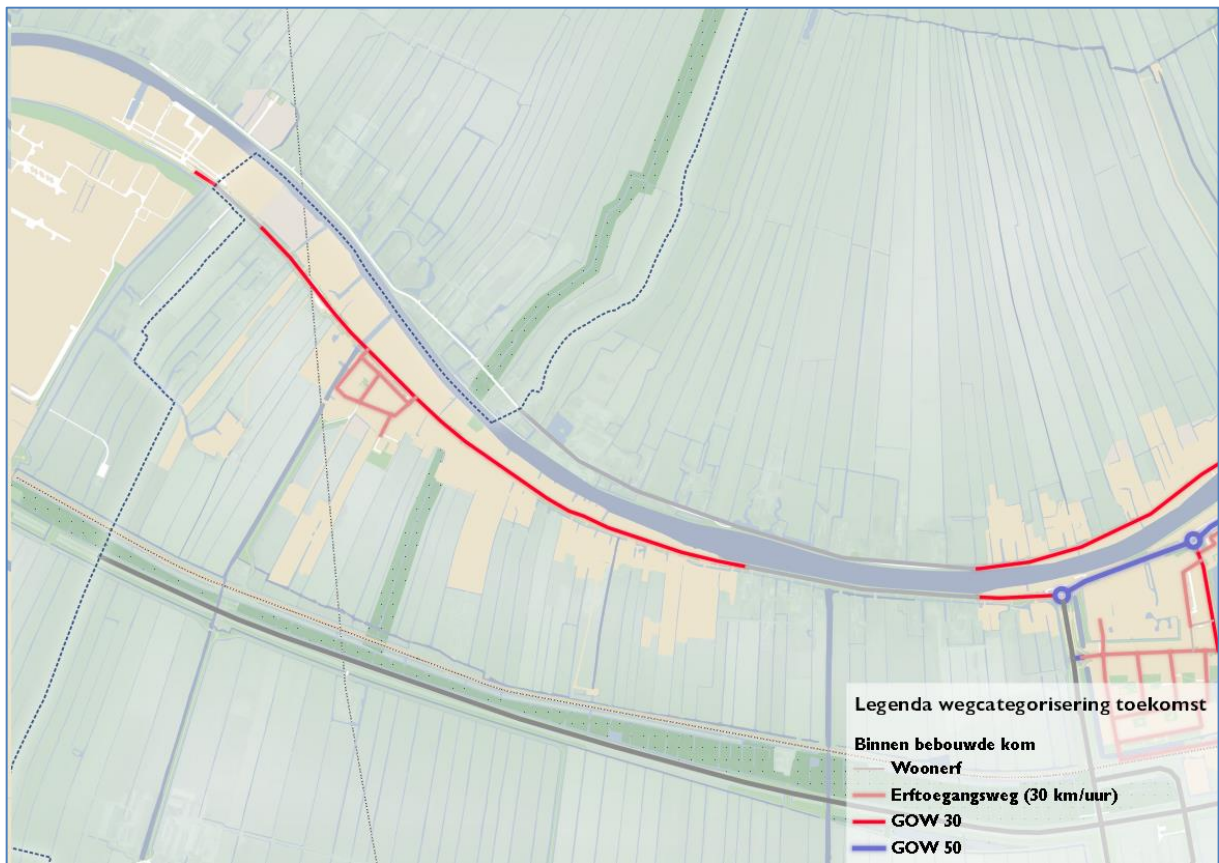 Legenda wegcategorisering toekomst
Binnen bebouwde kom
Woonerf
Erftoegangsweg (30 km/uur)
GOW 30
GOW 50